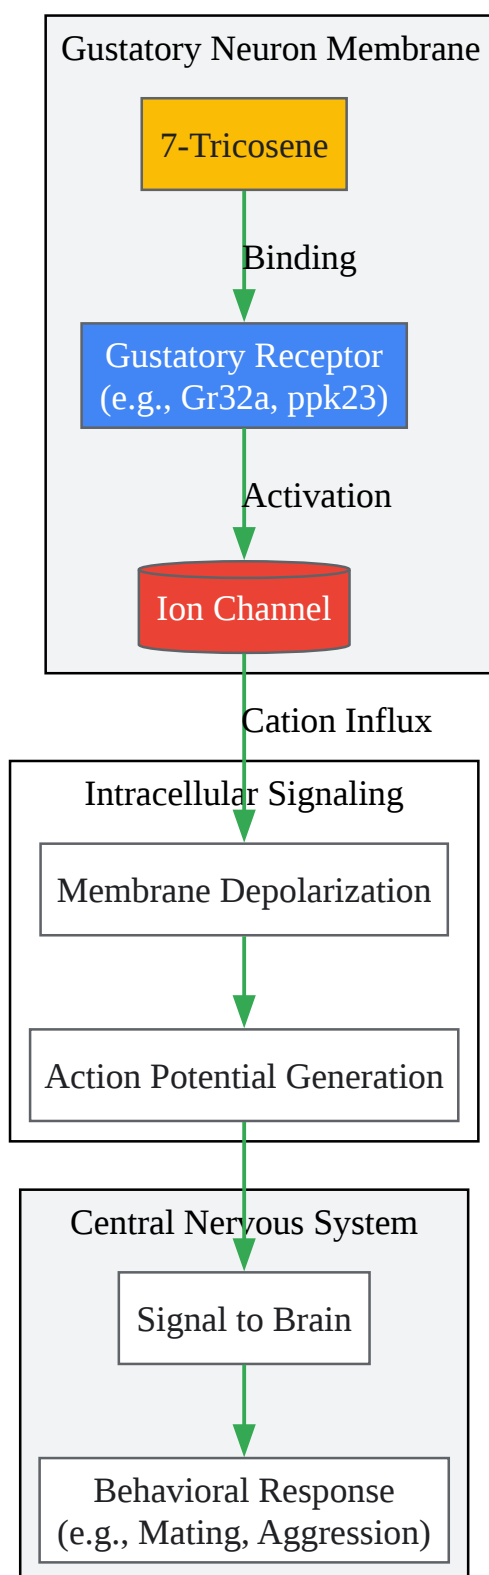 Gustatory Neuron Membrane
7-Tricosene
Binding
Gustatory Receptor
(e.g., Gr32a, ppk23)
Activation
Ion Channel
Cation Influx
Intracellular Signaling
Membrane Depolarization
Action Potential Generation
Central Nervous System
Signal to Brain
Behavioral Response
(e.g., Mating, Aggression)